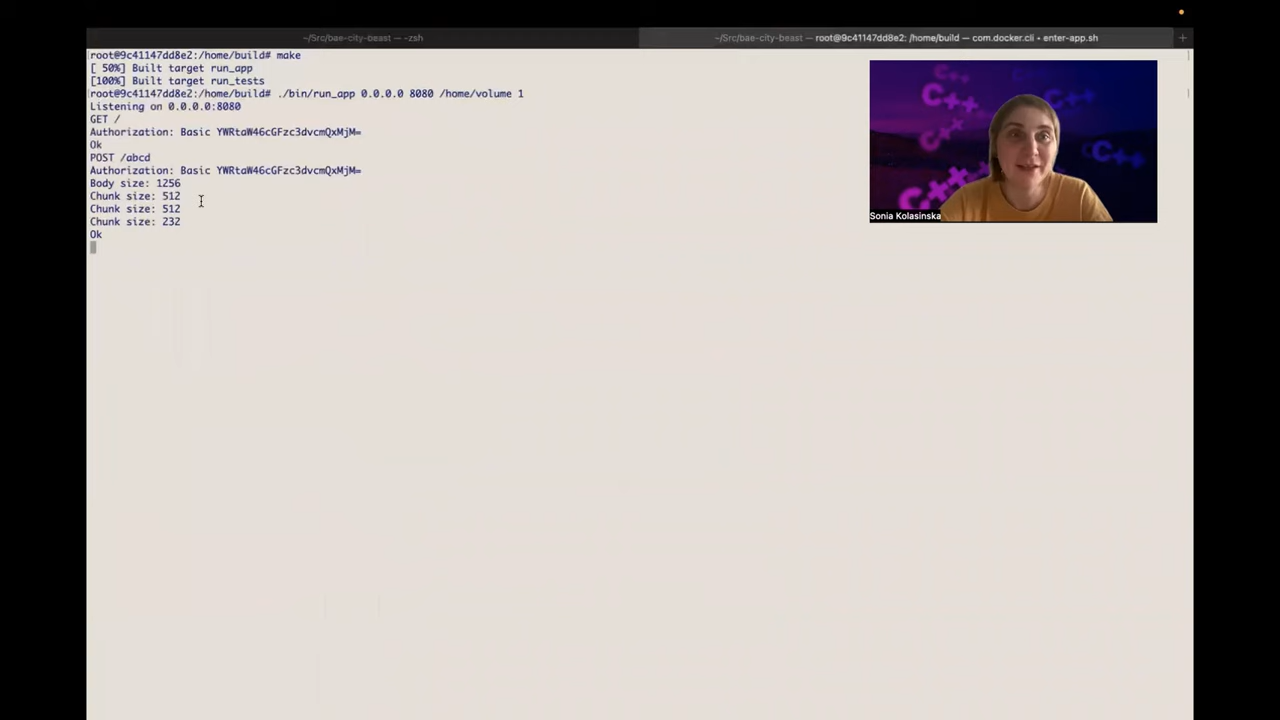 ~/Src/bae-city-beast — -zsh
~/Src/bae-city-beast — root@9c41147dd8e2: /home/build — com.docker.cli • enter-app.sh
root@9c41147dd8e2:/home/build# make
[ 50%] Built target run_app
[100%] Built target run_tests
root@9c41147dd8e2:/home/build# ./bin/run_app 0.0.0.0 8080 /home/volume 1
Listening on 0.0.0.0:8080
GET /
Authorization: Basic YWRtaW46cGFzc3dvcmQxMjM=
Ok
POST /abcd
Authorization: Basic YWRtaW46cGFzc3dvcmQxMjM=
Body size: 1256
Chunk size: 512
Chunk size: 512
Chunk size: 232
Ok
C++
C++
C++
C++
Sonia Kolasinska